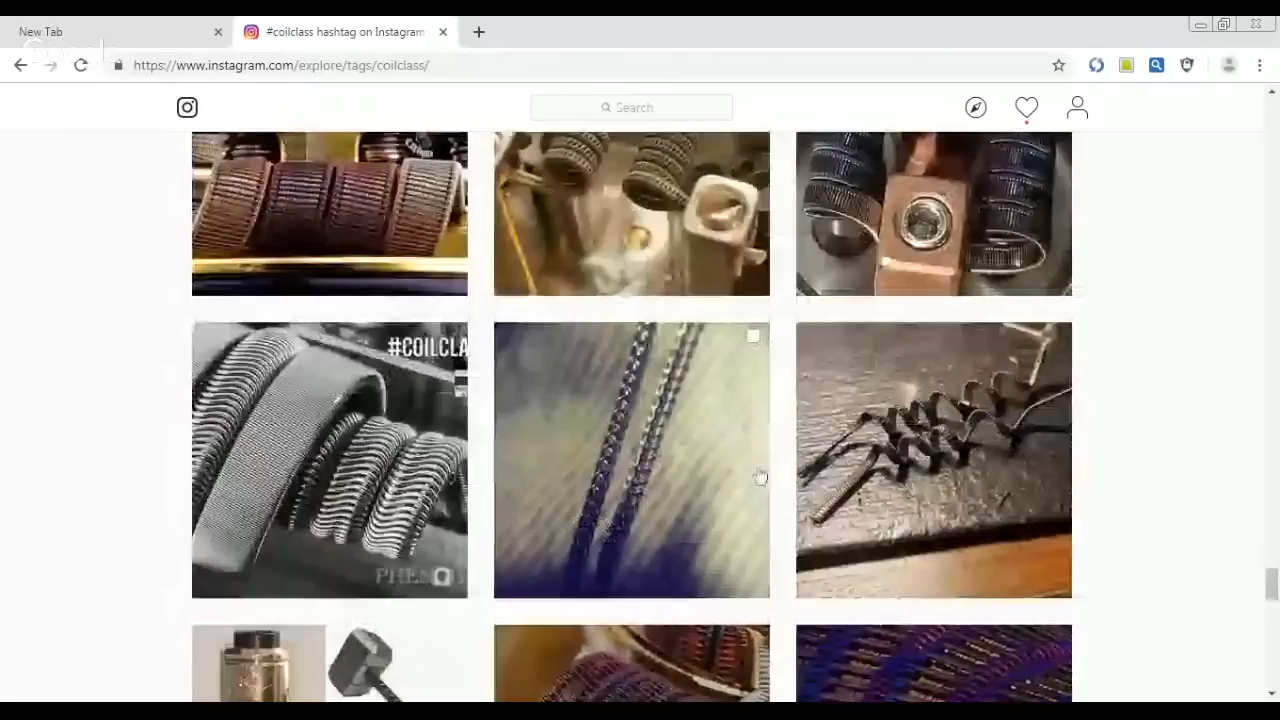 New Tab
#coilclass hashtag on Instagram
https://www.instagram.com/explore/tags/coilclass/
Search
#COILCLA